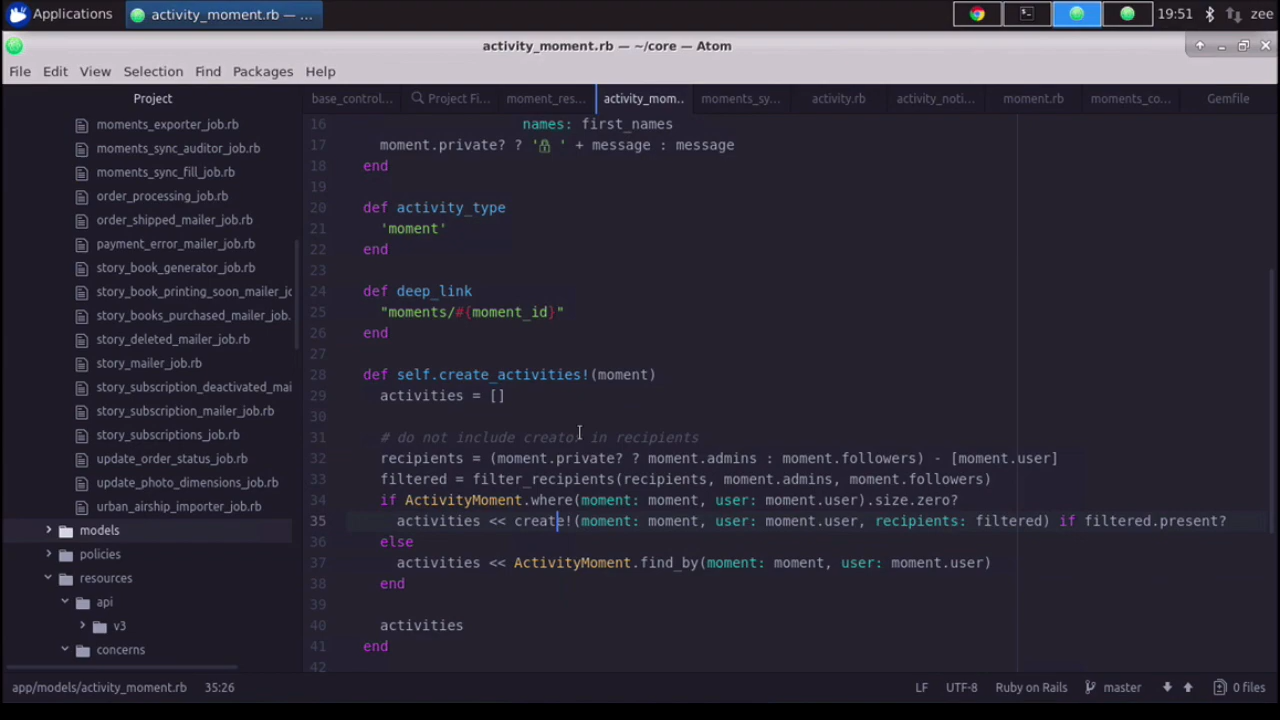 Applications
activity_moment.rb — ...
19:51
zee
activity_moment.rb — ~/core — Atom
File Edit View Selection Find Packages Help
Project
base_control... Project Fi... moment_res... activity_mom.. moments_sy... activity.rb activity_noti... moment.rb moments_co... Gemfile
moments_exporter_job.rb
moments_sync_auditor_job.rb
moments_sync_fill_job.rb
order_processing_job.rb
order_shipped_mailer_job.rb
payment_error_mailer_job.rb
story_book_generator_job.rb
story_book_printing_soon_mailer_jo
story_books_purchased_mailer_job.
story_deleted_mailer_job.rb
story_mailer_job.rb
story_subscription_deactivated_mai
story_subscription_mailer_job.rb
story_subscriptions_job.rb
update_order_status_job.rb
update_photo_dimensions_job.rb
urban_airship_importer_job.rb
models
policies
resources
api
v3
concerns
16 names: first_names
17 moment.private? ? '🔒 ' + message : message
18 end
19
20 def activity_type
21 'moment'
22 end
23
24 def deep_link
25 "moments/#{moment_id}"
26 end
27
28 def self.create_activities!(moment)
29 activities = []
30
31 # do not include creator in recipients
32 recipients = (moment.private? ? moment.admins : moment.followers) - [moment.user]
33 filtered = filter_recipients(recipients, moment.admins, moment.followers)
34 if ActivityMoment.where(moment: moment, user: moment.user).size.zero?
35 activities << create!(moment: moment, user: moment.user, recipients: filtered) if filtered.present?
36 else
37 activities << ActivityMoment.find_by(moment: moment, user: moment.user)
38 end
39
40 activities
41 end
42
app/models/activity_moment.rb 35:26 LF UTF-8 Ruby on Rails master 0 files